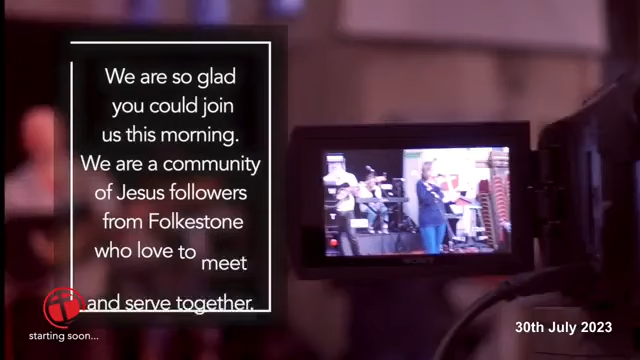 We are so glad
you could join
us this morning.
We are a community
of Jesus followers
from Folkestone
who love to meet
and serve together.
starting soon...
SONY
30th July 2023